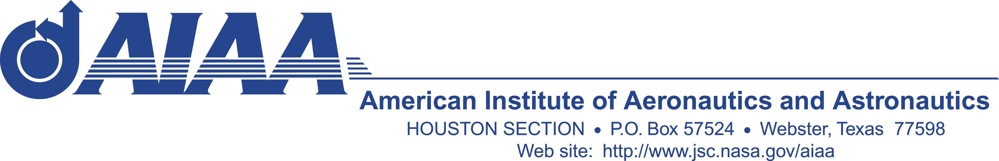 AIAA
American Institute of Aeronautics and Astronautics
HOUSTON SECTION • P.O. Box 57524 • Webster, Texas 77598
Web site: http://www.jsc.nasa.gov/aiaa